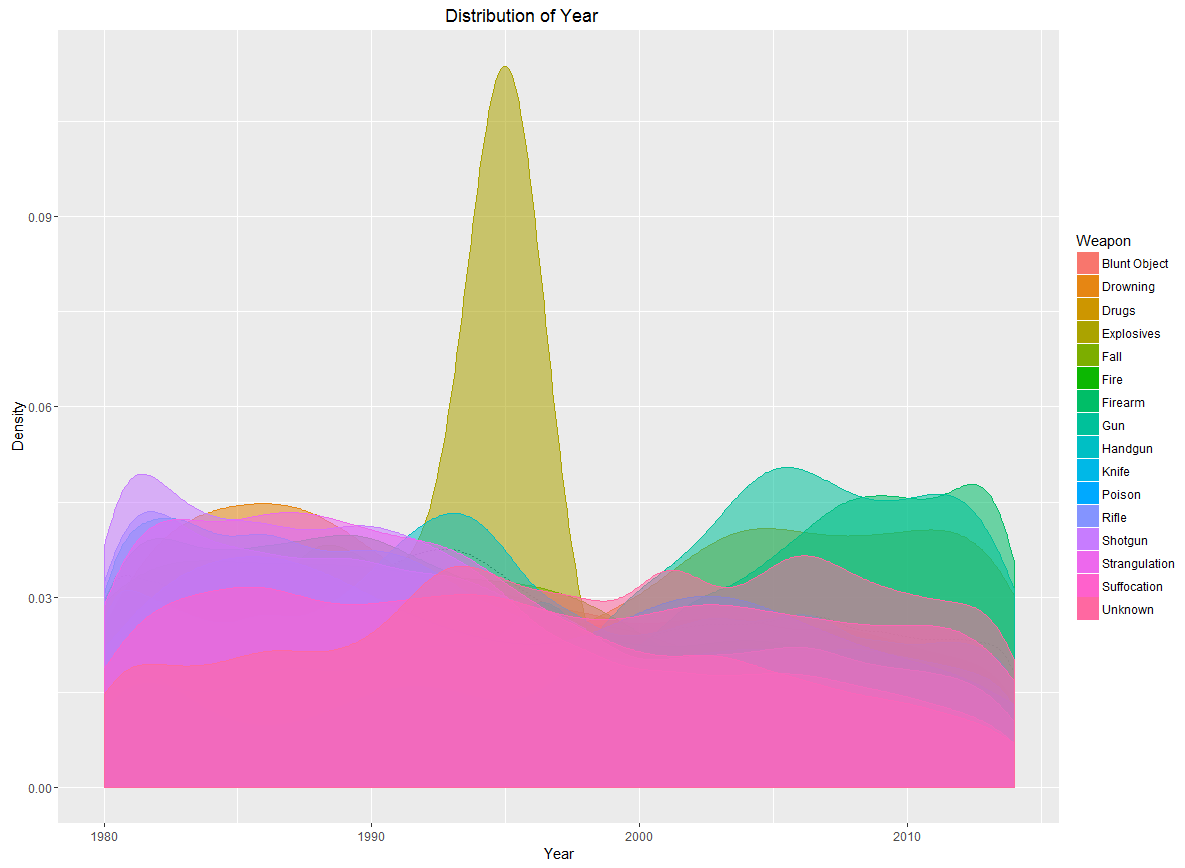 Distribution of Year
0.09
0.06
0.03
0.00
Density
1980
1990
2000
2010
Year
Weapon
Blunt Object
Drowning
Drugs
Explosives
Fall
Fire
Firearm
Gun
Handgun
Knife
Poison
Rifle
Shotgun
Strangulation
Suffocation
Unknown